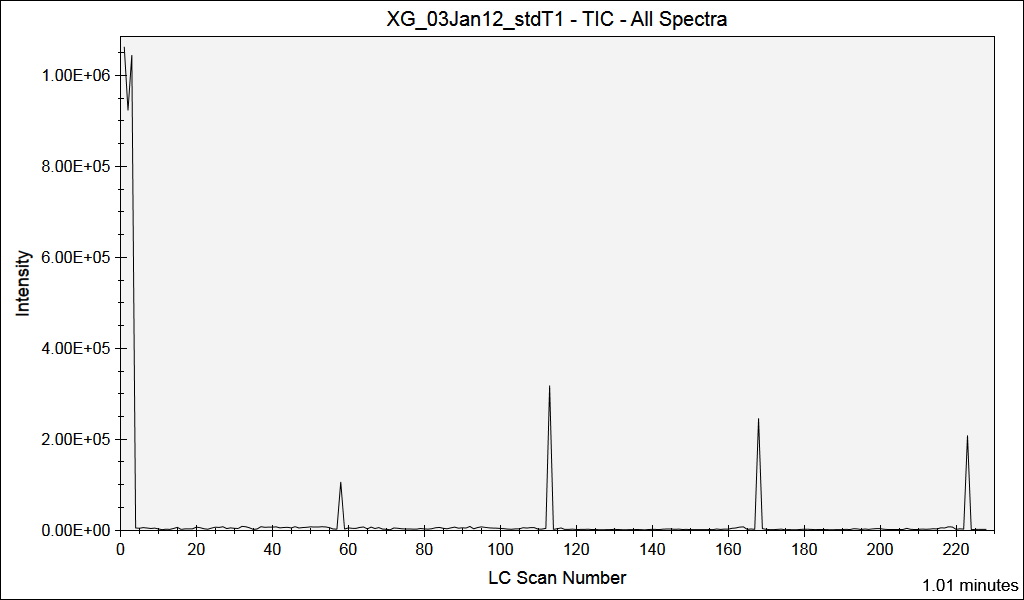 XG_03Jan12_stdT1 - TIC - All Spectra
1.00E+06
8.00E+05
6.00E+05
4.00E+05
2.00E+05
0.00E+00
Intensity
0 20 40 60 80 100 120 140 160 180 200 220
LC Scan Number
1.01 minutes